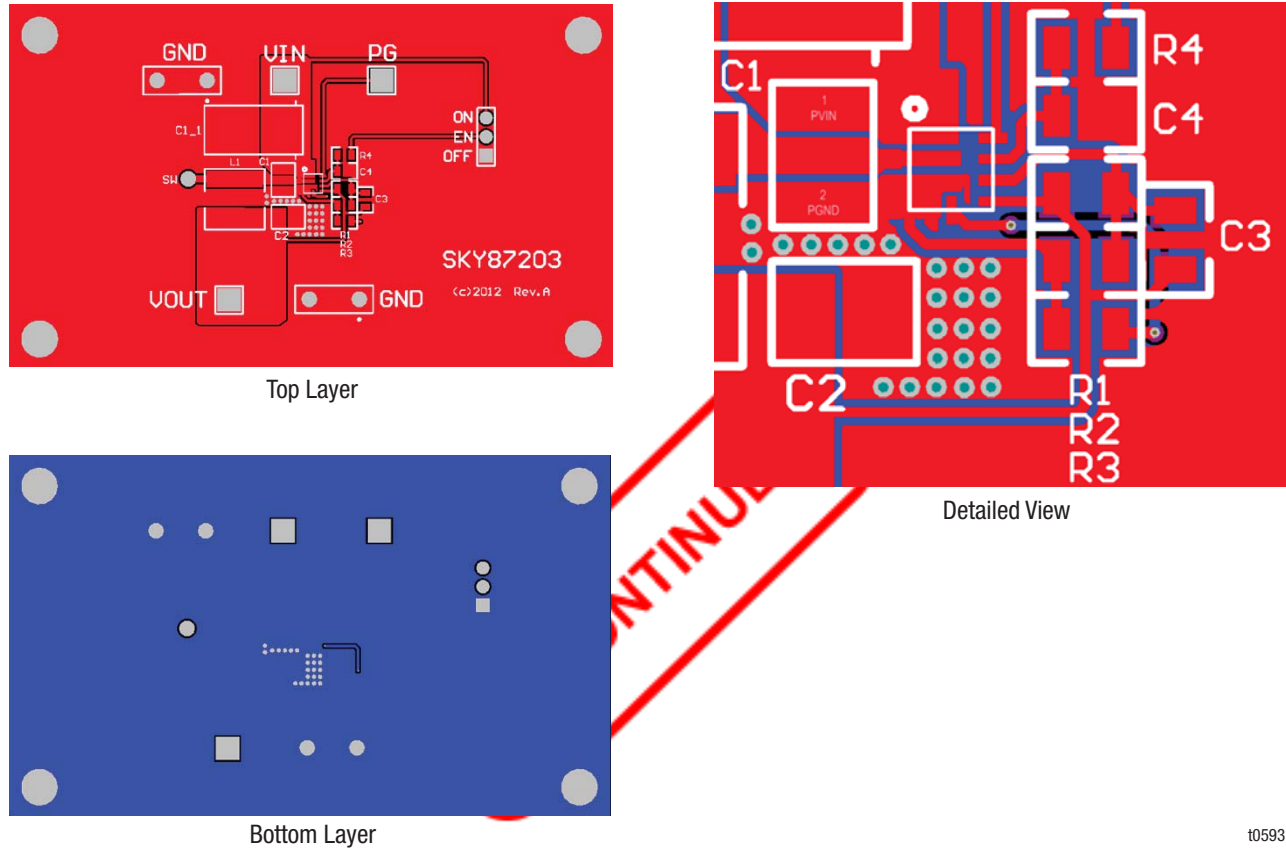 GND
VIN
PG
C1_1
ON
EN
OFF
L1
C1
R4
C4
SW
C3
C2
R1
R2
R3
SKY87203
(c)2012 Rev.A
VOUT
GND
Top Layer
C1
1
PVIN
2
PGND
R4
C4
C3
C2
R1
R2
R3
Detailed View
Bottom Layer
t0593